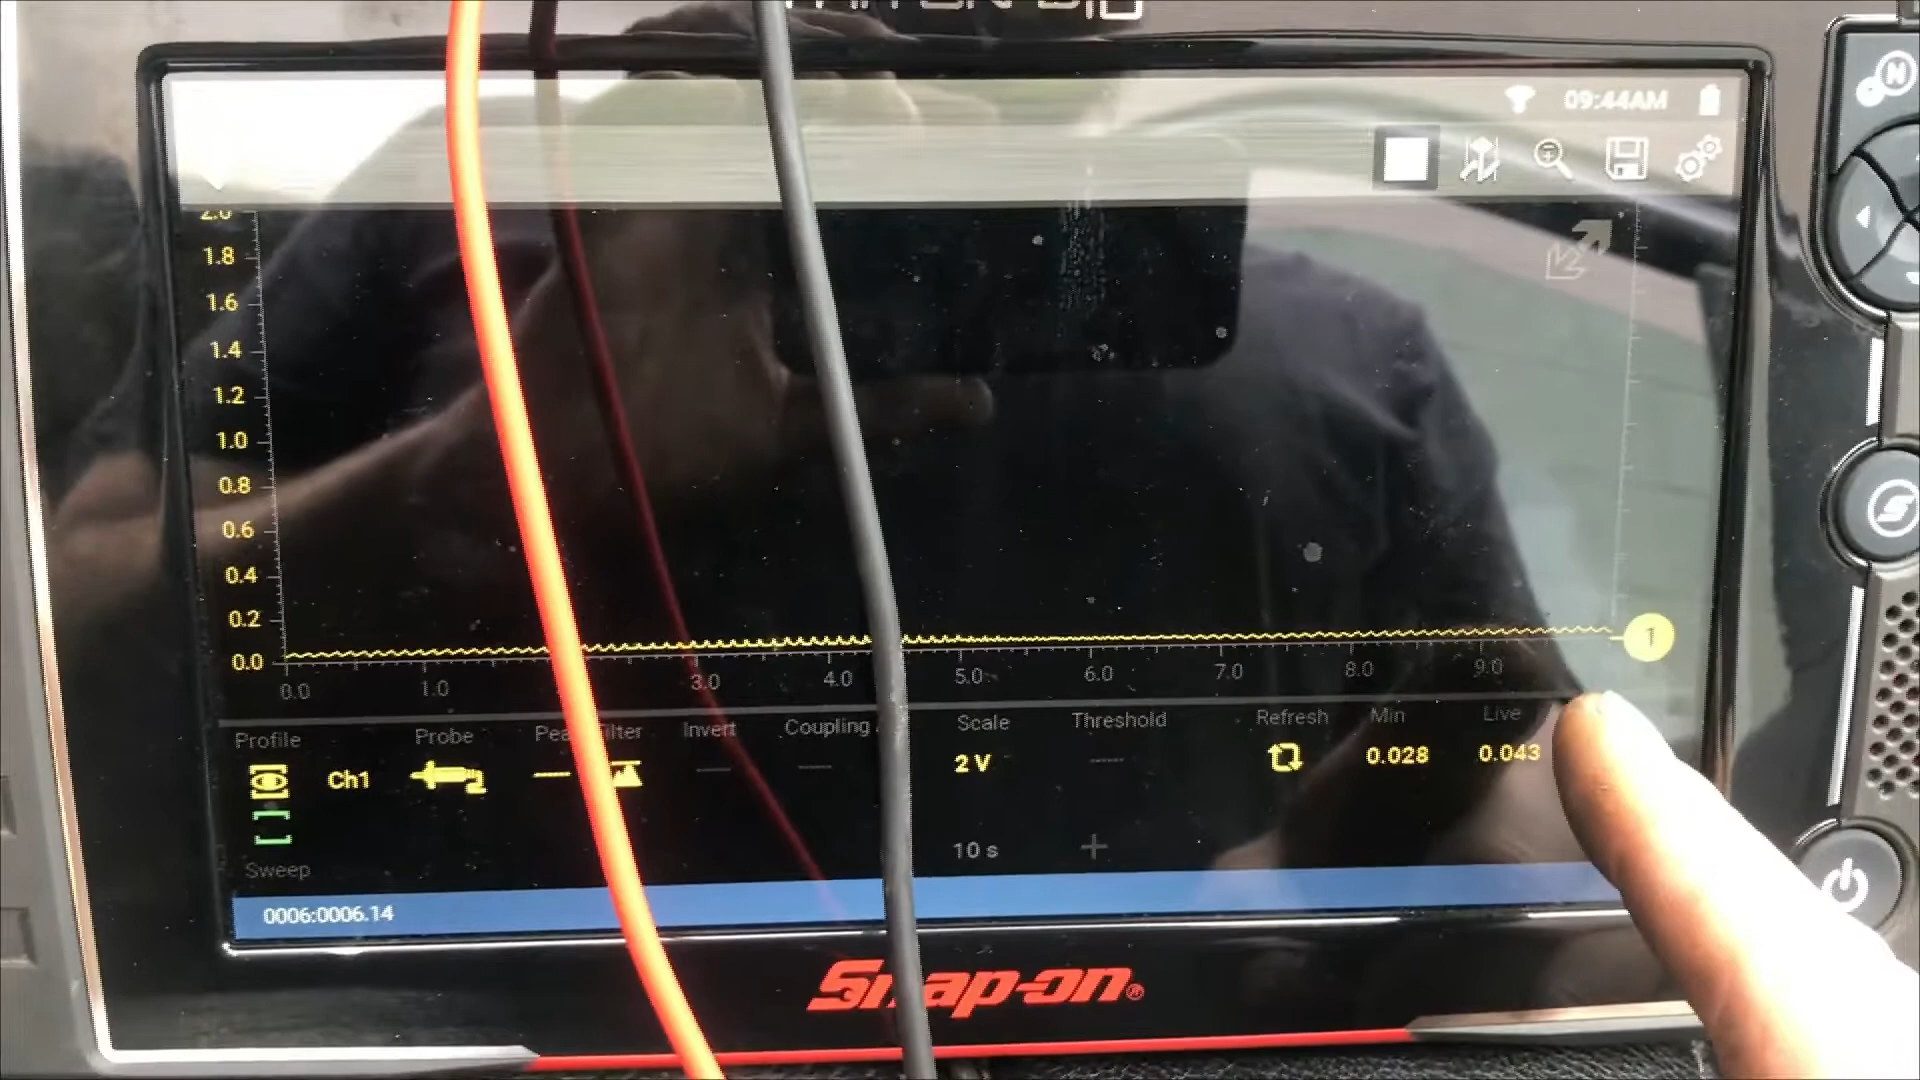 09:44AM
2.0
1.8
1.6
1.4
1.2
1.0
0.8
0.6
0.4
0.2
0.0
0.0 1.0 3.0 4.0 5.0 6.0 7.0 8.0 9.0
1
Profile Probe Invert Coupling Scale Threshold Refresh Min Live
Ch1 2 V 0.028 0.043
10 s
Sweep
0006:0006.14
Snap-on